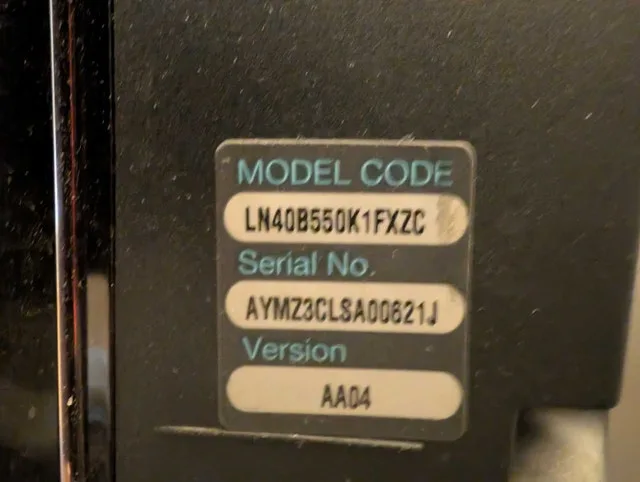 MODEL CODE
LN40B550K1FXZC
Serial No.
AYMZ3CLSA00621J
Version
AA04